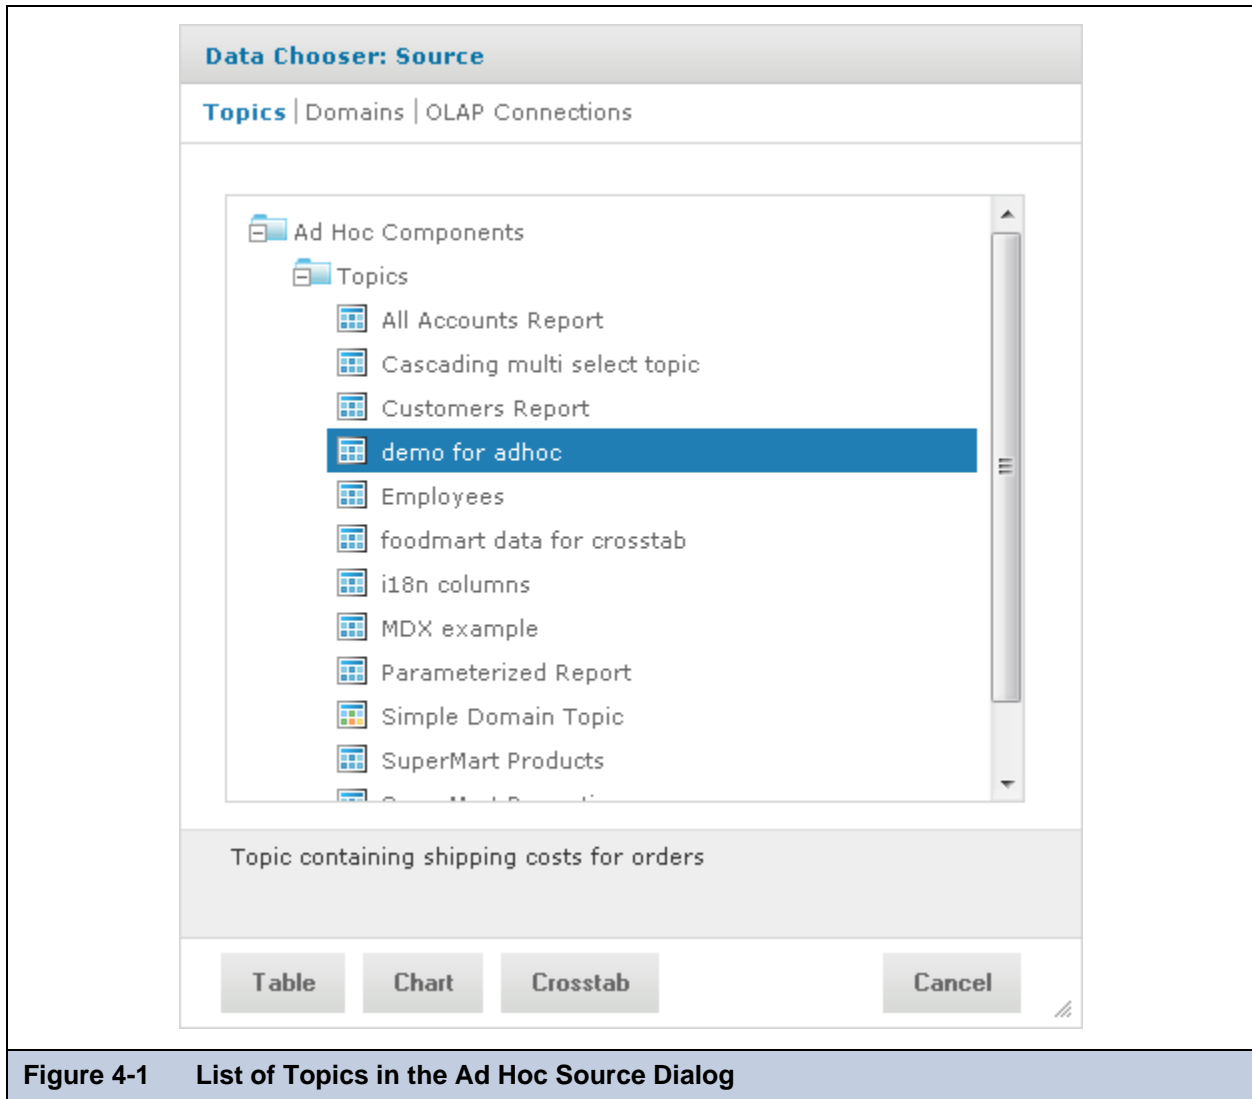 Data Chooser: Source
Topics | Domains | OLAP Connections
Ad Hoc Components
Topics
All Accounts Report
Cascading multi select topic
Customers Report
demo for adhoc
Employees
foodmart data for crosstab
i18n columns
MDX example
Parameterized Report
Simple Domain Topic
SuperMart Products
Topic containing shipping costs for orders
Table Chart Crosstab Cancel
Figure 4-1 List of Topics in the Ad Hoc Source Dialog